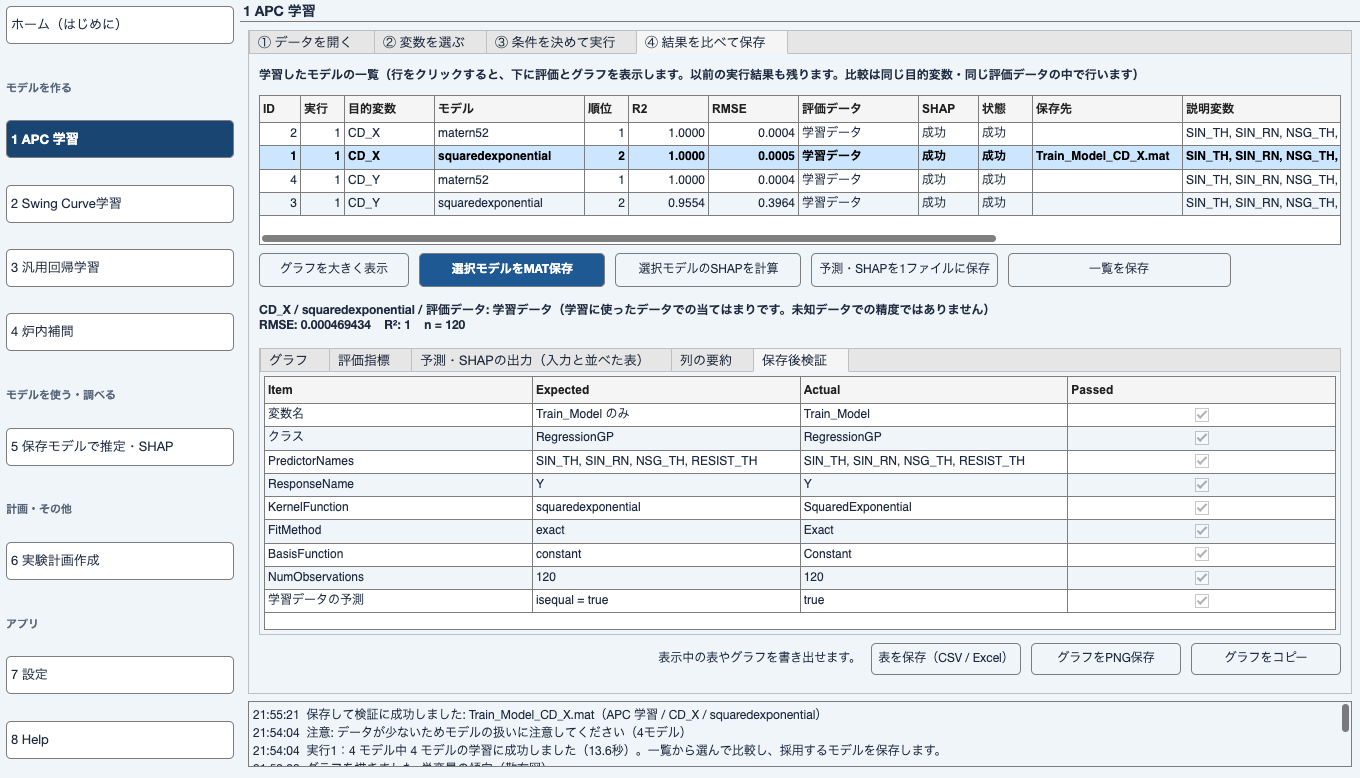 ホーム（はじめに）
モデルを作る
1 APC 学習
2 Swing Curve学習
3 汎用回帰学習
4 炉内補間
モデルを使う・調べる
5 保存モデルで推定・SHAP
計画・その他
6 実験計画作成
アプリ
7 設定
8 Help
1 APC 学習
① データを開く ② 変数を選ぶ ③ 条件を決めて実行 ④ 結果を比べて保存
学習したモデルの一覧（行をクリックすると、下に評価とグラフを表示します。以前の実行結果も残ります。比較は同じ目的変数・同じ評価データの中で行います）
ID 実行 目的変数 モデル 順位 R2 RMSE 評価データ SHAP 状態 保存先 説明変数
2 1 CD_X matern52 1 1.0000 0.0004 学習データ 成功 成功 SIN_TH, SIN_RN, NSG_TH,
1 1 CD_X squaredexponential 2 1.0000 0.0005 学習データ 成功 成功 Train_Model_CD_X.mat SIN_TH, SIN_RN, NSG_TH,
4 1 CD_Y matern52 1 1.0000 0.0004 学習データ 成功 成功 SIN_TH, SIN_RN, NSG_TH,
3 1 CD_Y squaredexponential 2 0.9554 0.3964 学習データ 成功 成功 SIN_TH, SIN_RN, NSG_TH,
グラフを大きく表示 選択モデルをMAT保存 選択モデルのSHAPを計算 予測・SHAPを1ファイルに保存 一覧を保存
CD_X / squaredexponential / 評価データ: 学習データ（学習に使ったデータでの当てはまりです。未知データでの精度ではありません）
RMSE: 0.000469434 R²: 1 n = 120
グラフ 評価指標 予測・SHAPの出力（入力と並べた表） 列の要約 保存後検証
Item Expected Actual Passed
変数名 Train_Model のみ Train_Model
クラス RegressionGP RegressionGP
PredictorNames SIN_TH, SIN_RN, NSG_TH, RESIST_TH SIN_TH, SIN_RN, NSG_TH, RESIST_TH
ResponseName Y Y
KernelFunction squaredexponential SquaredExponential
FitMethod exact Exact
BasisFunction constant Constant
NumObservations 120 120
学習データの予測 isequal = true true
表示中の表やグラフを書き出せます。 表を保存（CSV / Excel） グラフをPNG保存 グラフをコピー
21:55:21 保存して検証に成功しました: Train_Model_CD_X.mat（APC 学習 / CD_X / squaredexponential）
21:54:04 注意: データが少ないためモデルの扱いに注意してください（4モデル）
21:54:04 実行1：4 モデル中 4 モデルの学習に成功しました（13.6秒）。一覧から選んで比較し、採用するモデルを保存します。